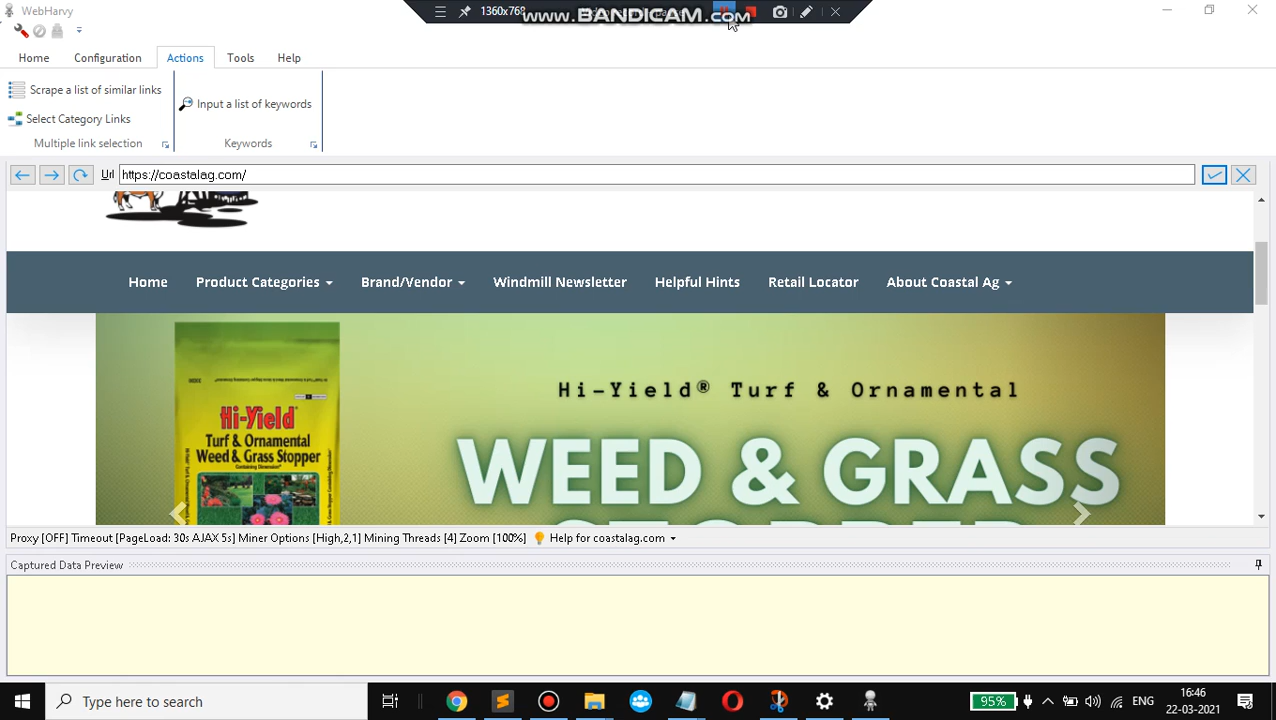 WebHarvy
1360x768
www.BANDICAM.com
Home Configuration Actions Tools Help
Scrape a list of similar links
Select Category Links
Multiple link selection
Input a list of keywords
Keywords
Url https://coastalag.com/
Home Product Categories Brand/Vendor Windmill Newsletter Helpful Hints Retail Locator About Coastal Ag
Hi-Yield® Turf & Ornamental
WEED & GRASS
STOPPER
Hi-Yield
Turf & Ornamental
Weed & Grass Stopper
Containing Dimension®
Proxy [OFF] Timeout [PageLoad: 30s AJAX 5s] Miner Options [High,2,1] Mining Threads [4] Zoom [100%] Help for coastalag.com
Captured Data Preview
Type here to search
95%
ENG
16:46
22-03-2021